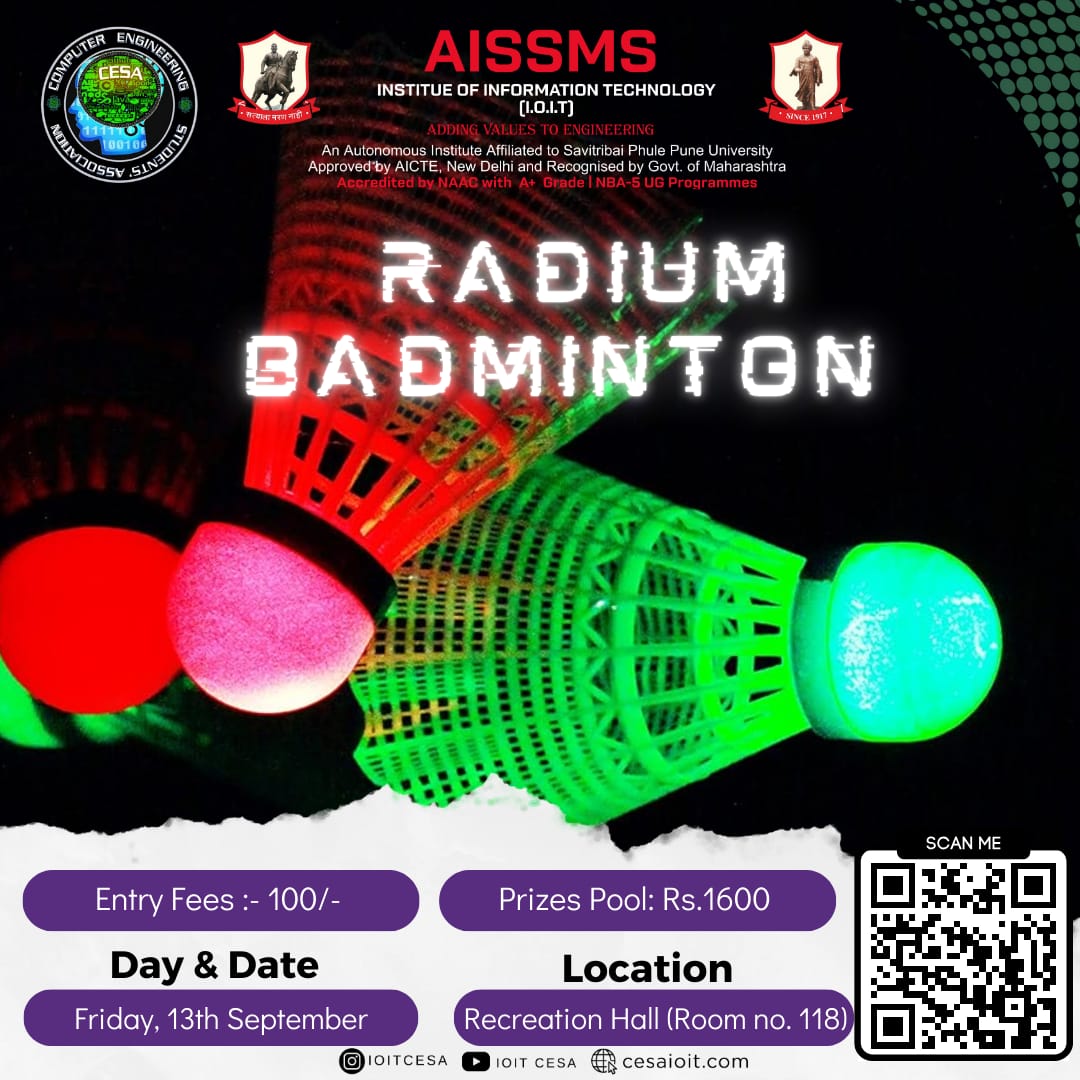 COMPUTER ENGINEERING
STUDENTS' ASSOCIATION
CESA
सत्याला मरण नाही
AISSMS
INSTITUE OF INFORMATION TECHNOLOGY
(I.O.I.T)
ADDING VALUES TO ENGINEERING
An Autonomous Institute Affiliated to Savitribai Phule Pune University
Approved by AICTE, New Delhi and Recognised by Govt. of Maharashtra
Accredited by NAAC with A+ Grade | NBA-5 UG Programmes
• SINCE 1917 •
RADIUM
BADMINTON
SCAN ME
Entry Fees :- 100/-
Prizes Pool: Rs.1600
Day & Date
Location
Friday, 13th September
Recreation Hall (Room no. 118)
IOITCESA IOIT CESA cesaioit.com